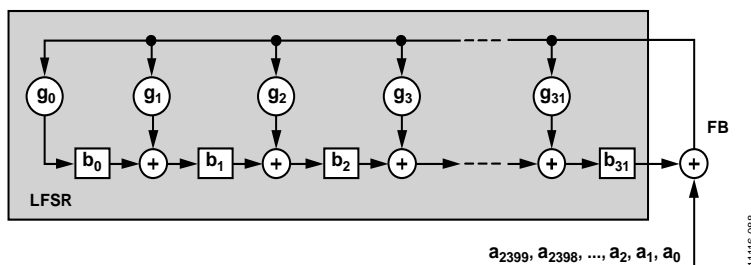 g0 g1 g2 g3 g31
FB
b0 + b1 + b2 + + b31 +
LFSR
a2399, a2398, ..., a2, a1, a0